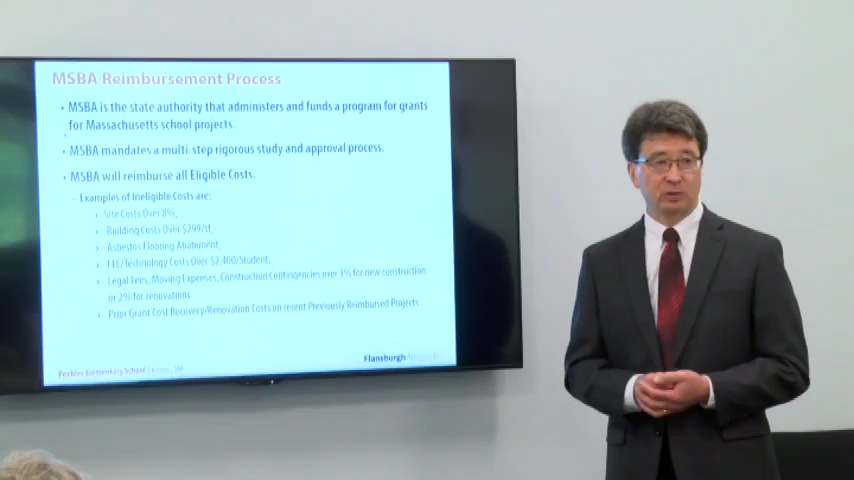 MSBA Reimbursement Process
• MSBA is the state authority that administers and funds a program for grants
for Massachusetts school projects.
• MSBA mandates a multi-step rigorous study and approval process.
• MSBA will reimburse all Eligible Costs.
– Examples of Ineligible Costs are:
› Site Costs Over 8%,
› Building Costs Over $299/sf,
› Asbestos Flooring Abatement,
› FFE/Technology Costs Over $2,400/Student,
› Legal Fees, Moving Expenses, Construction Contingencies over 1% for new construction
or 2% for renovations.
› Prior Grant Cost Recovery/Renovation Costs on recent Previously Reimbursed Projects
Flansburgh Architects
Peebles Elementary School | Bourne, MA